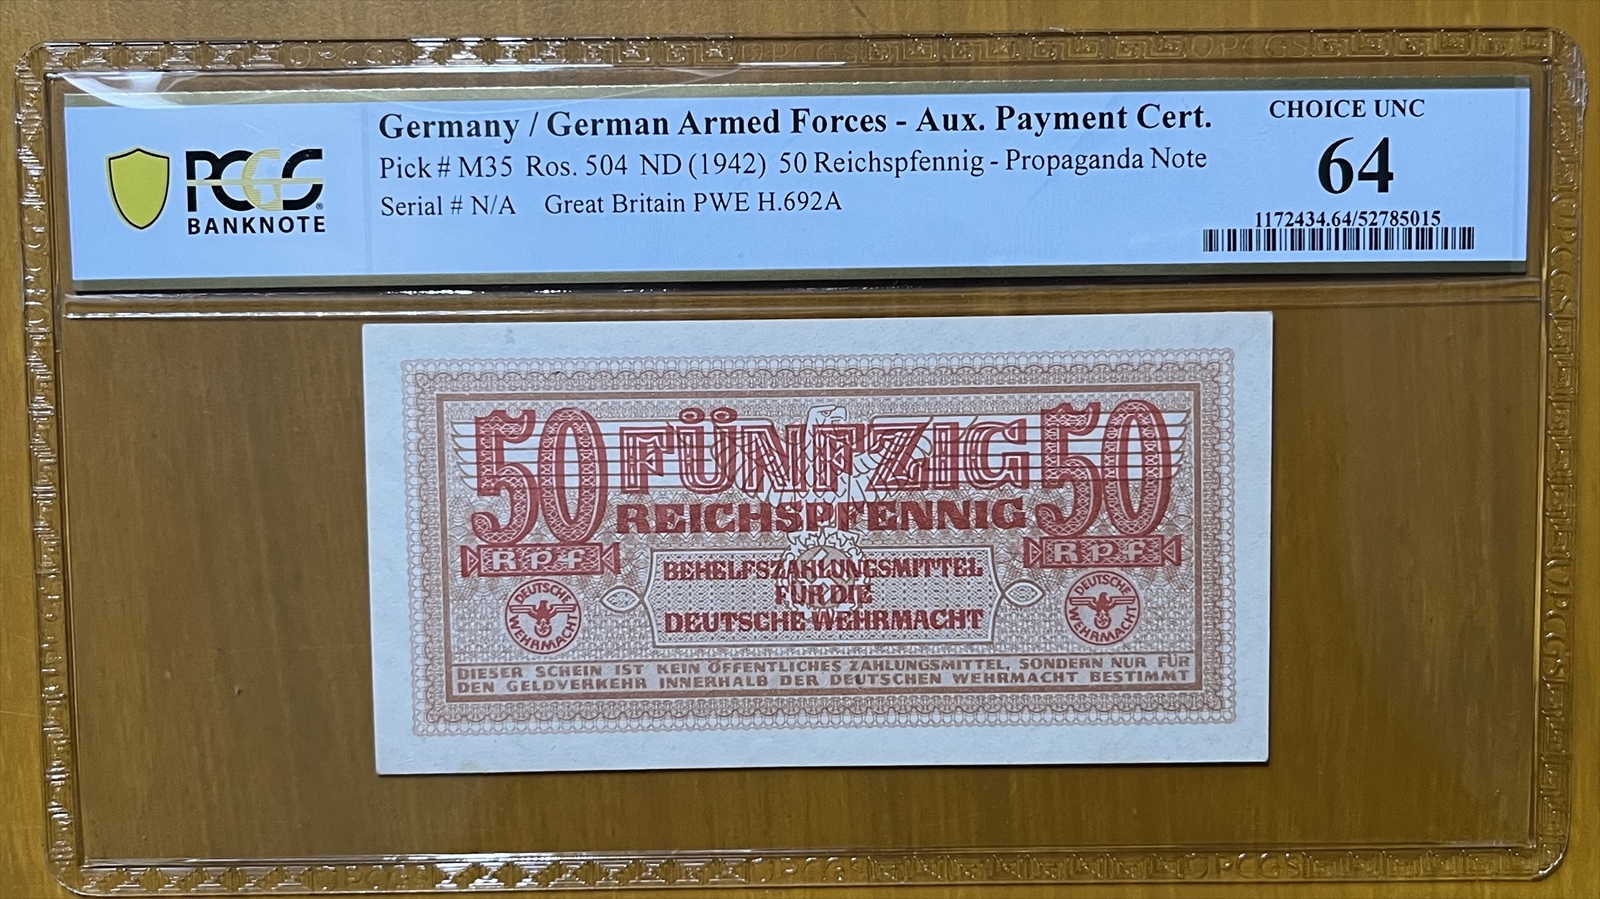 Germany / German Armed Forces - Aux. Payment Cert.
Pick # M35 Ros. 504 ND (1942) 50 Reichspfennig - Propaganda Note
Serial # N/A Great Britain PWE H.692A
PCGS
BANKNOTE
CHOICE UNC
64
1172434.64/52785015
50 FÜNFZIG 50
REICHSPFENNIG
Rpf Rpf
BEHELFSZAHLUNGSMITTEL
FÜR DIE
DEUTSCHE WEHRMACHT
DEUTSCHE WEHRMACHT
DEUTSCHE WEHRMACHT
DIESER SCHEIN IST KEIN ÖFFENTLICHES ZAHLUNGSMITTEL, SONDERN NUR FÜR
DEN GELDVERKEHR INNERHALB DER DEUTSCHEN WEHRMACHT BESTIMMT